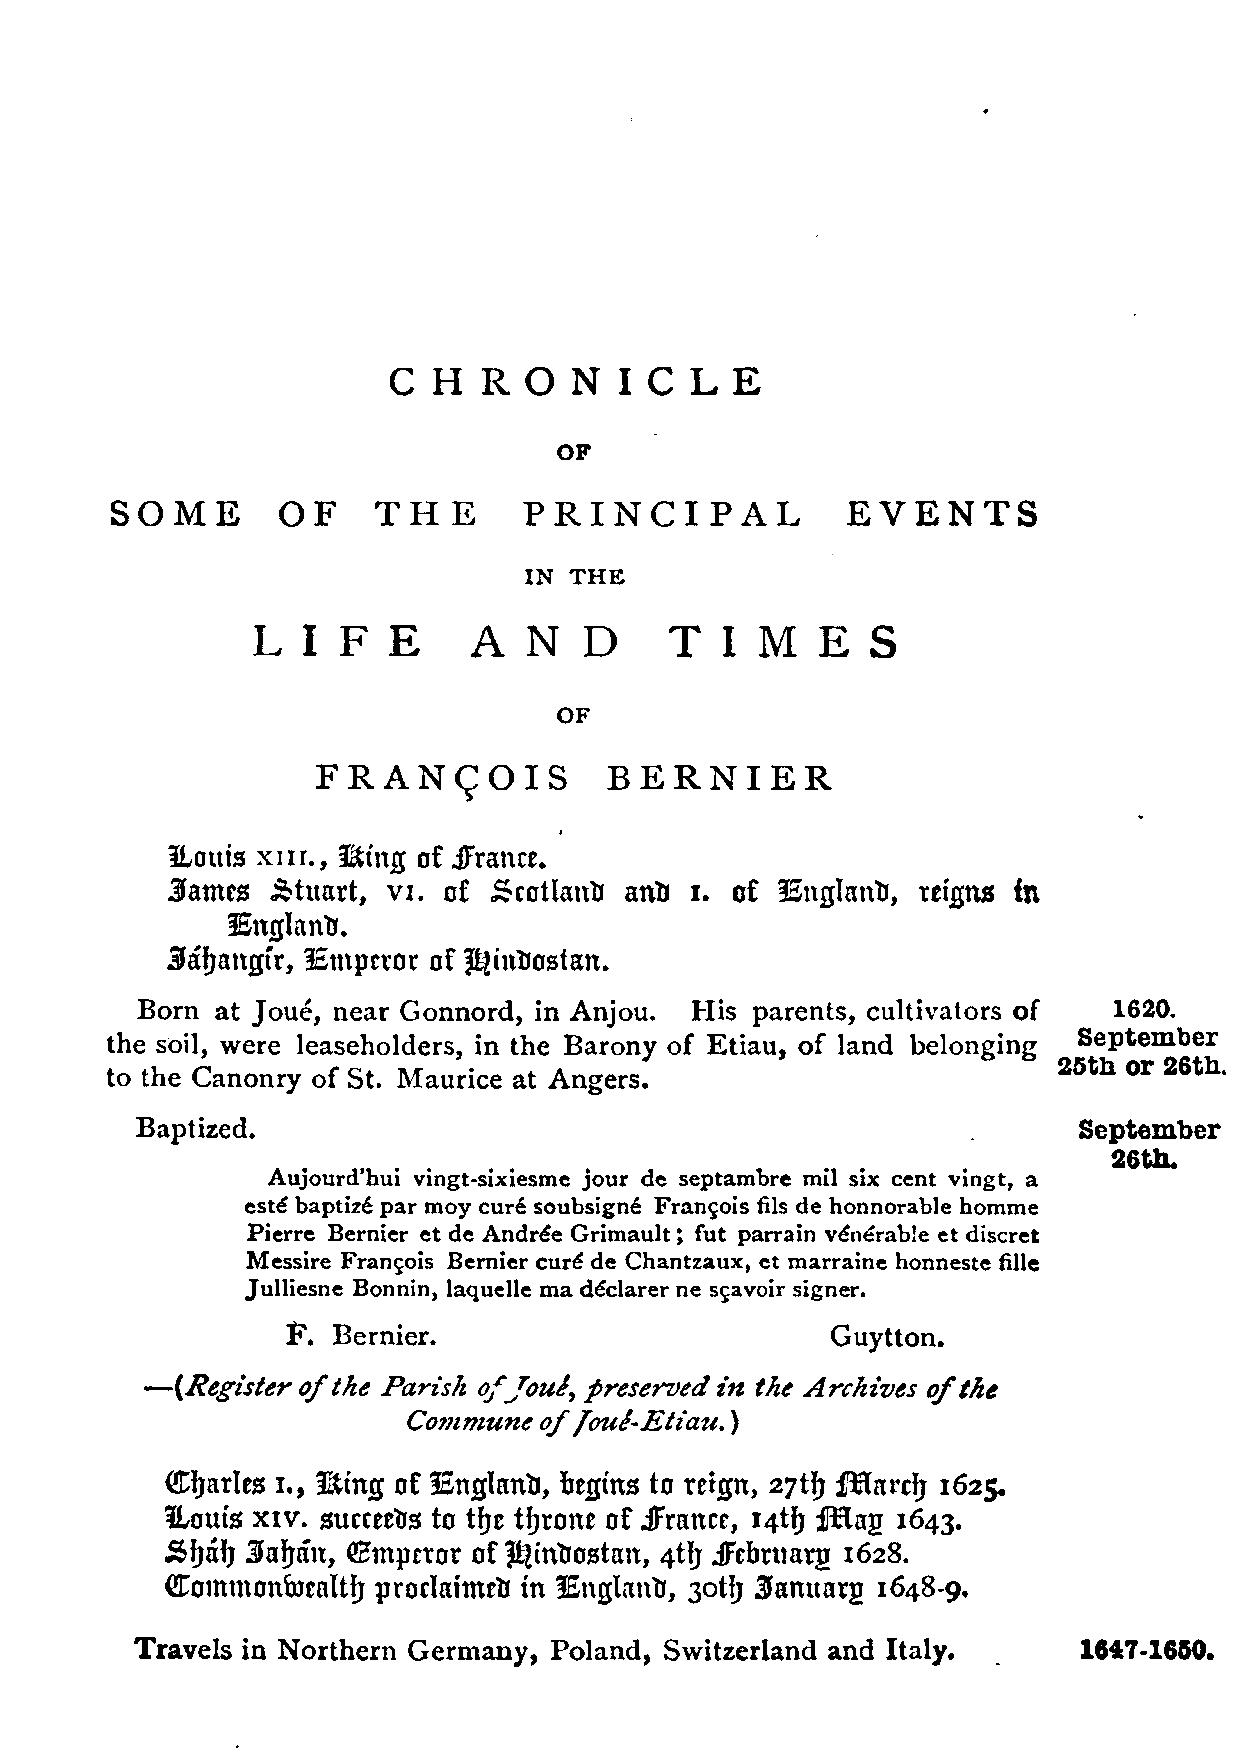 CHRONICLE
OF
SOME OF THE PRINCIPAL EVENTS
IN THE
LIFE AND TIMES
OF
FRANÇOIS BERNIER
Louis XIII., King of France.
James Stuart, VI. of Scotland and I. of England, reigns in
England.
Jáhangír, Emperor of Hindostan.
Born at Joué, near Gonnord, in Anjou. His parents, cultivators of 1620.
the soil, were leaseholders, in the Barony of Etiau, of land belonging September
to the Canonry of St. Maurice at Angers. 25th or 26th.
Baptized. September
26th.
Aujourd'hui vingt-sixiesme jour de septambre mil six cent vingt, a
esté baptizé par moy curé soubsigné François fils de honnorable homme
Pierre Bernier et de Andrée Grimault; fut parrain vénérable et discret
Messire François Bernier curé de Chantzaux, et marraine honneste fille
Julliesne Bonnin, laquelle ma déclarer ne sçavoir signer.
F. Bernier. Guytton.
—(Register of the Parish of Joué, preserved in the Archives of the
Commune of Joué-Etiau.)
Charles I., King of England, begins to reign, 27th March 1625.
Louis XIV. succeeds to the throne of France, 14th May 1643.
Sháh Jahán, Emperor of Hindostan, 4th February 1628.
Commonwealth proclaimed in England, 30th January 1648-9.
Travels in Northern Germany, Poland, Switzerland and Italy. 1647-1650.